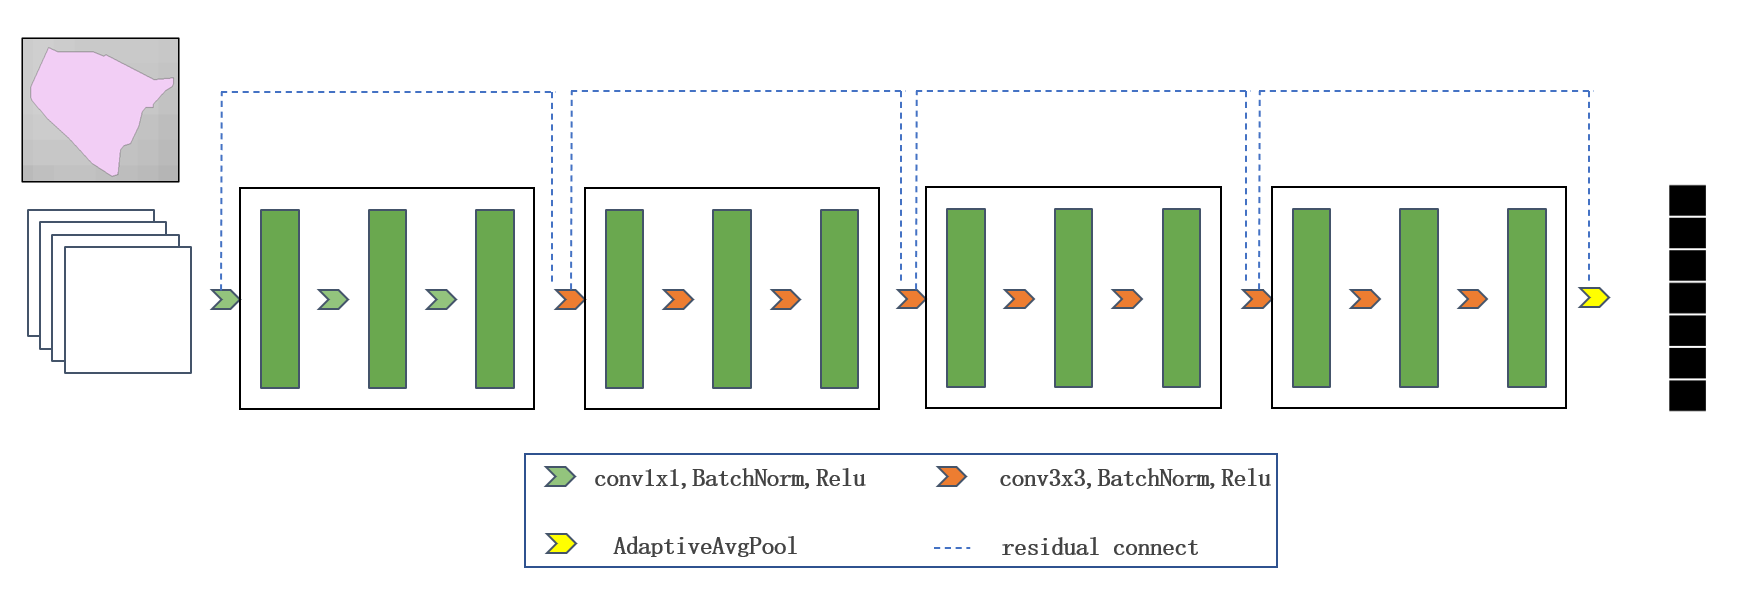 conv1x1,BatchNorm,Relu
conv3x3,BatchNorm,Relu
AdaptiveAvgPool
residual connect